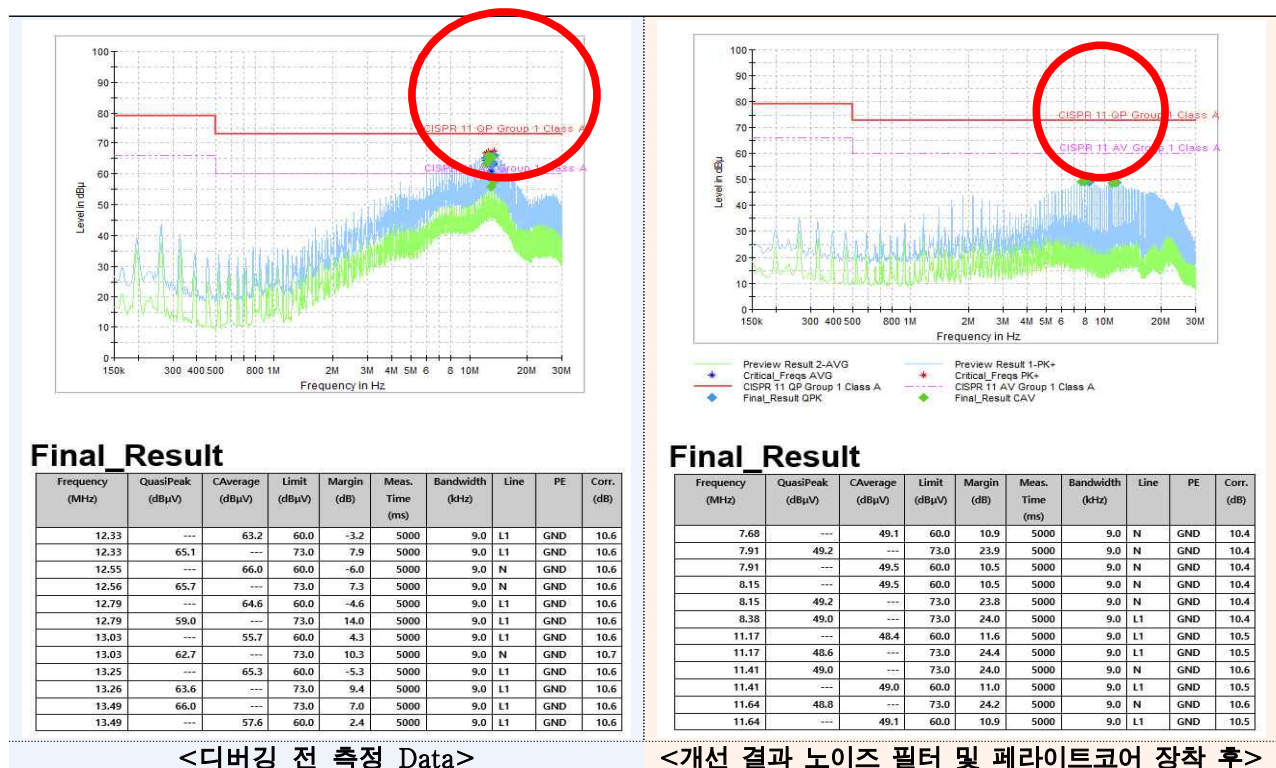 100
90
80
70
60
50
40
30
20
10
0
Level in dBµ
CISPR 11 QP Group 1 Class A
CISPR 11 AV Group 1 Class A
150k 300 400 500 800 1M 2M 3M 4M 5M 6 8 10M 20M 30M
Frequency in Hz
Final_Result
Frequency (MHz) QuasiPeak (dBµV) CAverage (dBµV) Limit (dBµV) Margin (dB) Meas. Time (ms) Bandwidth (kHz) Line PE Corr. (dB)
12.33 --- 63.2 60.0 -3.2 5000 9.0 L1 GND 10.6
12.33 65.1 --- 73.0 7.9 5000 9.0 L1 GND 10.6
12.55 --- 66.0 60.0 -6.0 5000 9.0 N GND 10.6
12.56 65.7 --- 73.0 7.3 5000 9.0 N GND 10.6
12.79 --- 64.6 60.0 -4.6 5000 9.0 L1 GND 10.6
12.79 59.0 --- 73.0 14.0 5000 9.0 L1 GND 10.6
13.03 --- 55.7 60.0 4.3 5000 9.0 L1 GND 10.6
13.03 62.7 --- 73.0 10.3 5000 9.0 N GND 10.7
13.25 --- 65.3 60.0 -5.3 5000 9.0 L1 GND 10.6
13.26 63.6 --- 73.0 9.4 5000 9.0 L1 GND 10.6
13.49 66.0 --- 73.0 7.0 5000 9.0 L1 GND 10.6
13.49 --- 57.6 60.0 2.4 5000 9.0 L1 GND 10.6
<디버깅 전 측정 Data>
100
90
80
70
60
50
40
30
20
10
0
Level in dBµ
CISPR 11 QP Group 1 Class A
CISPR 11 AV Group 1 Class A
150k 300 400 500 800 1M 2M 3M 4M 5M 6 8 10M 20M 30M
Frequency in Hz
Preview Result 2-AVG Preview Result 1-PK+
Critical_Freqs AVG Critical_Freqs PK+
CISPR 11 QP Group 1 Class A CISPR 11 AV Group 1 Class A
Final_Result QPK Final_Result CAV
Final_Result
Frequency (MHz) QuasiPeak (dBµV) CAverage (dBµV) Limit (dBµV) Margin (dB) Meas. Time (ms) Bandwidth (kHz) Line PE Corr. (dB)
7.68 --- 49.1 60.0 10.9 5000 9.0 N GND 10.4
7.91 49.2 --- 73.0 23.9 5000 9.0 N GND 10.4
7.91 --- 49.5 60.0 10.5 5000 9.0 N GND 10.4
8.15 --- 49.5 60.0 10.5 5000 9.0 N GND 10.4
8.15 49.2 --- 73.0 23.8 5000 9.0 N GND 10.4
8.38 49.0 --- 73.0 24.0 5000 9.0 L1 GND 10.4
11.17 --- 48.4 60.0 11.6 5000 9.0 L1 GND 10.5
11.17 48.6 --- 73.0 24.4 5000 9.0 L1 GND 10.5
11.41 49.0 --- 73.0 24.0 5000 9.0 N GND 10.6
11.41 --- 49.0 60.0 11.0 5000 9.0 L1 GND 10.5
11.64 48.8 --- 73.0 24.2 5000 9.0 N GND 10.6
11.64 --- 49.1 60.0 10.9 5000 9.0 L1 GND 10.5
<개선 결과 노이즈 필터 및 페라이트코어 장착 후>